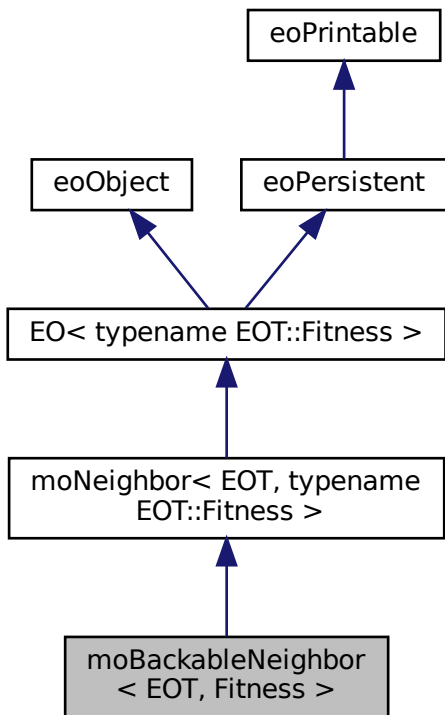 eoPrintable
eoObject
eoPersistent
EO< typename EOT::Fitness >
moNeighbor< EOT, typename
EOT::Fitness >
moBackableNeighbor
< EOT, Fitness >